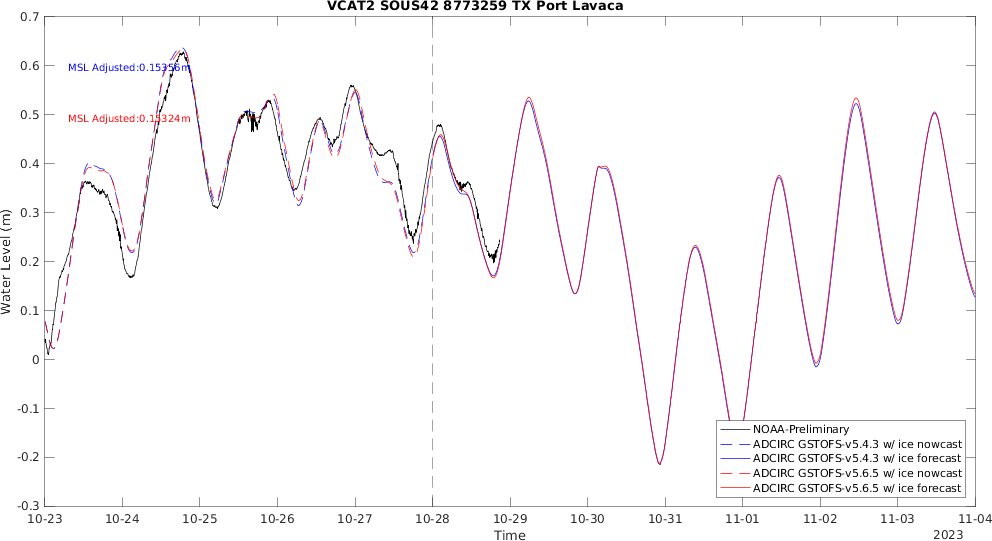 VCAT2 SOUS42 8773259 TX Port Lavaca
0.7
0.6
0.5
0.4
0.3
0.2
0.1
0
-0.1
-0.2
-0.3
Water Level (m)
MSL Adjusted:0.15356m
MSL Adjusted:0.15324m
NOAA-Preliminary
ADCIRC GSTOFS-v5.4.3 w/ ice nowcast
ADCIRC GSTOFS-v5.4.3 w/ ice forecast
ADCIRC GSTOFS-v5.6.5 w/ ice nowcast
ADCIRC GSTOFS-v5.6.5 w/ ice forecast
10-23 10-24 10-25 10-26 10-27 10-28 10-29 10-30 10-31 11-01 11-02 11-03 11-04
Time
2023